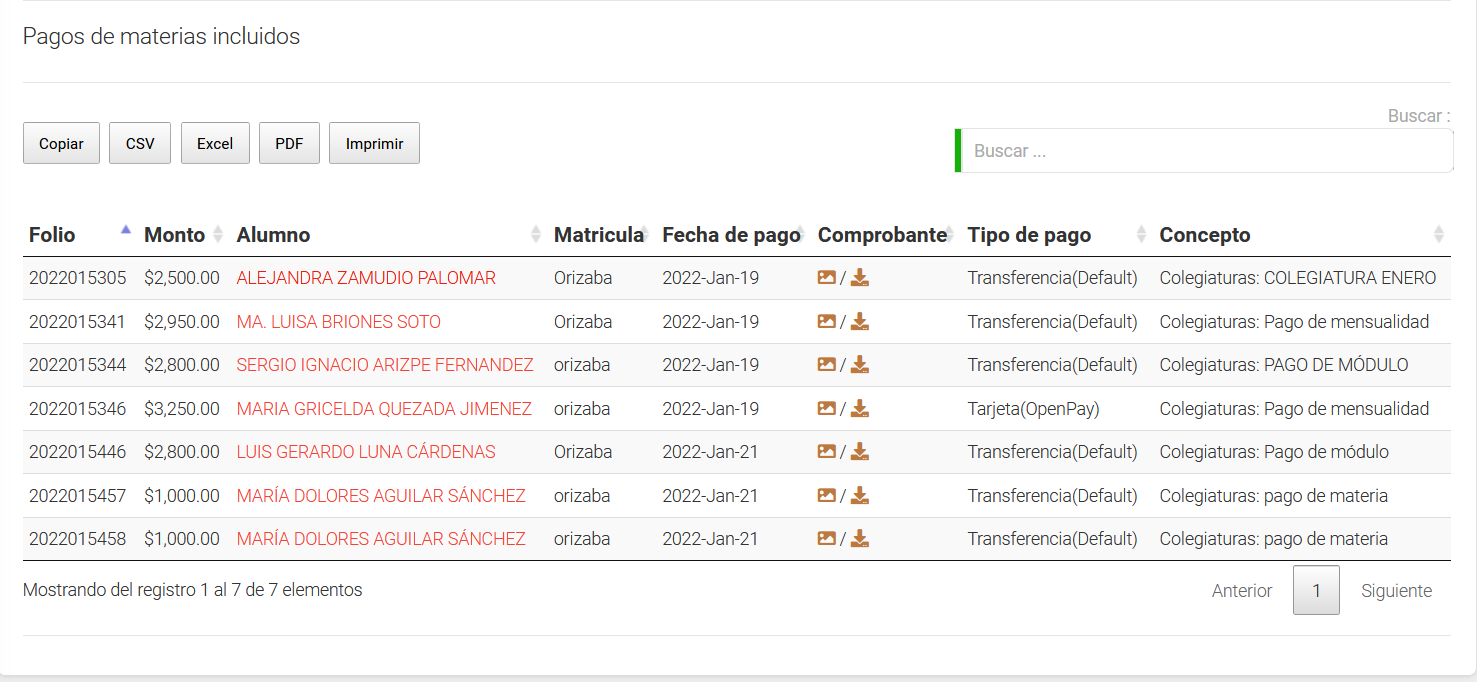 Pagos de materias incluidos
Copiar CSV Excel PDF Imprimir
Buscar :
Buscar ...
Folio Monto Alumno Matricula Fecha de pago Comprobante Tipo de pago Concepto
2022015305 $2,500.00 ALEJANDRA ZAMUDIO PALOMAR Orizaba 2022-Jan-19 / Transferencia(Default) Colegiaturas: COLEGIATURA ENERO
2022015341 $2,950.00 MA. LUISA BRIONES SOTO Orizaba 2022-Jan-19 / Transferencia(Default) Colegiaturas: Pago de mensualidad
2022015344 $2,800.00 SERGIO IGNACIO ARIZPE FERNANDEZ orizaba 2022-Jan-19 / Transferencia(Default) Colegiaturas: PAGO DE MÓDULO
2022015346 $3,250.00 MARIA GRICELDA QUEZADA JIMENEZ orizaba 2022-Jan-19 / Tarjeta(OpenPay) Colegiaturas: Pago de mensualidad
2022015446 $2,800.00 LUIS GERARDO LUNA CÁRDENAS Orizaba 2022-Jan-21 / Transferencia(Default) Colegiaturas: Pago de módulo
2022015457 $1,000.00 MARÍA DOLORES AGUILAR SÁNCHEZ orizaba 2022-Jan-21 / Transferencia(Default) Colegiaturas: pago de materia
2022015458 $1,000.00 MARÍA DOLORES AGUILAR SÁNCHEZ orizaba 2022-Jan-21 / Transferencia(Default) Colegiaturas: pago de materia
Mostrando del registro 1 al 7 de 7 elementos
Anterior 1 Siguiente